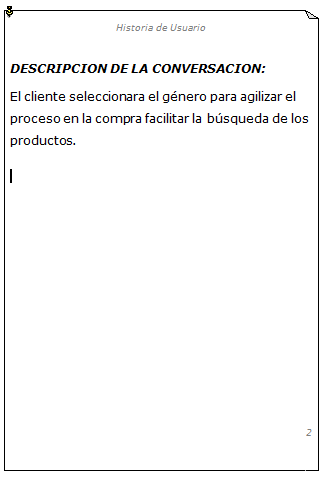 Historia de Usuario
DESCRIPCION DE LA CONVERSACION:
El cliente seleccionara el género para agilizar el
proceso en la compra facilitar la búsqueda de los
productos.
2